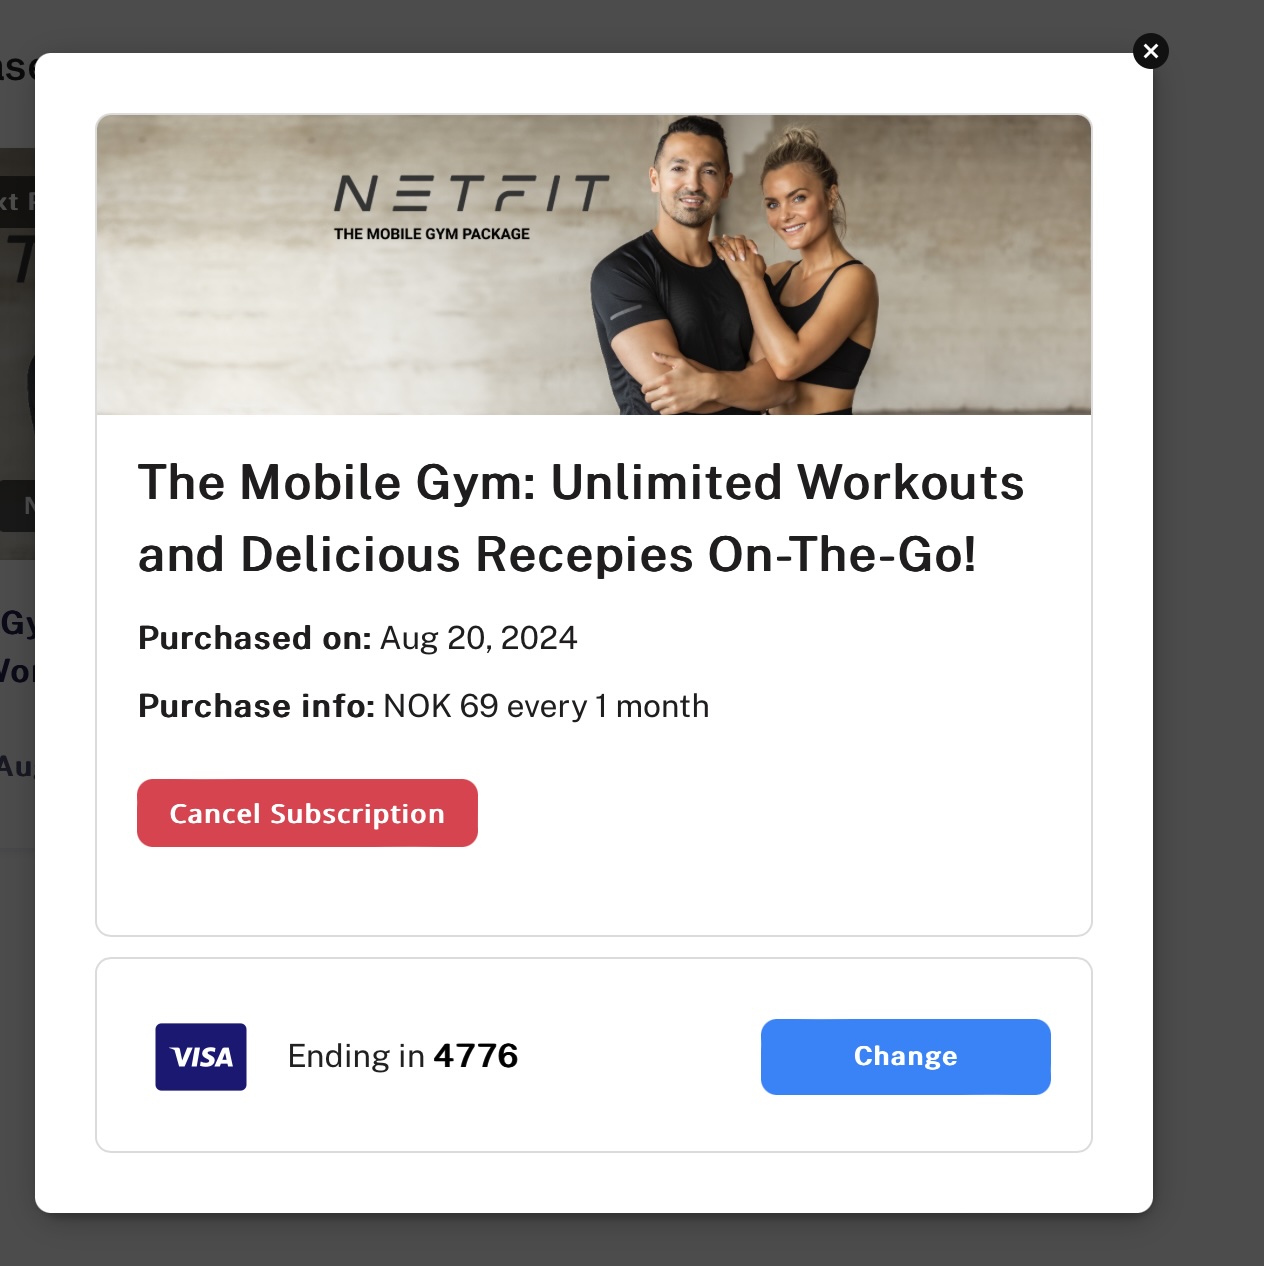 NETFIT
THE MOBILE GYM PACKAGE
The Mobile Gym: Unlimited Workouts
and Delicious Recepies On-The-Go!
Purchased on: Aug 20, 2024
Purchase info: NOK 69 every 1 month
Cancel Subscription
VISA
Ending in 4776
Change